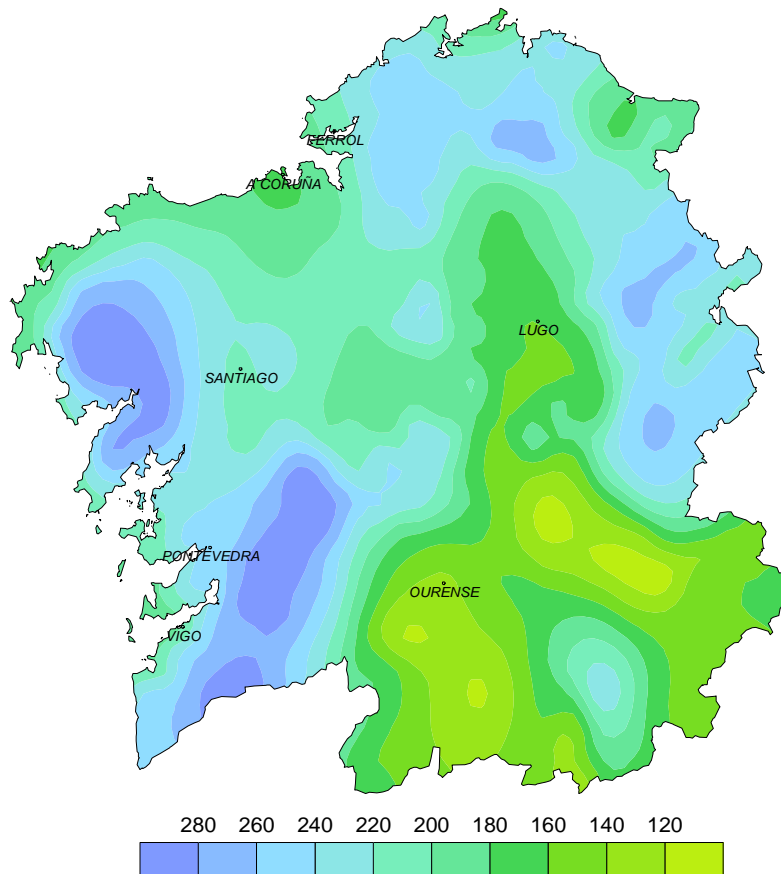 FERROL
A CORUÑA
LUGO
SANTIAGO
PONTEVEDRA
OURENSE
VIGO
280 260 240 220 200 180 160 140 120